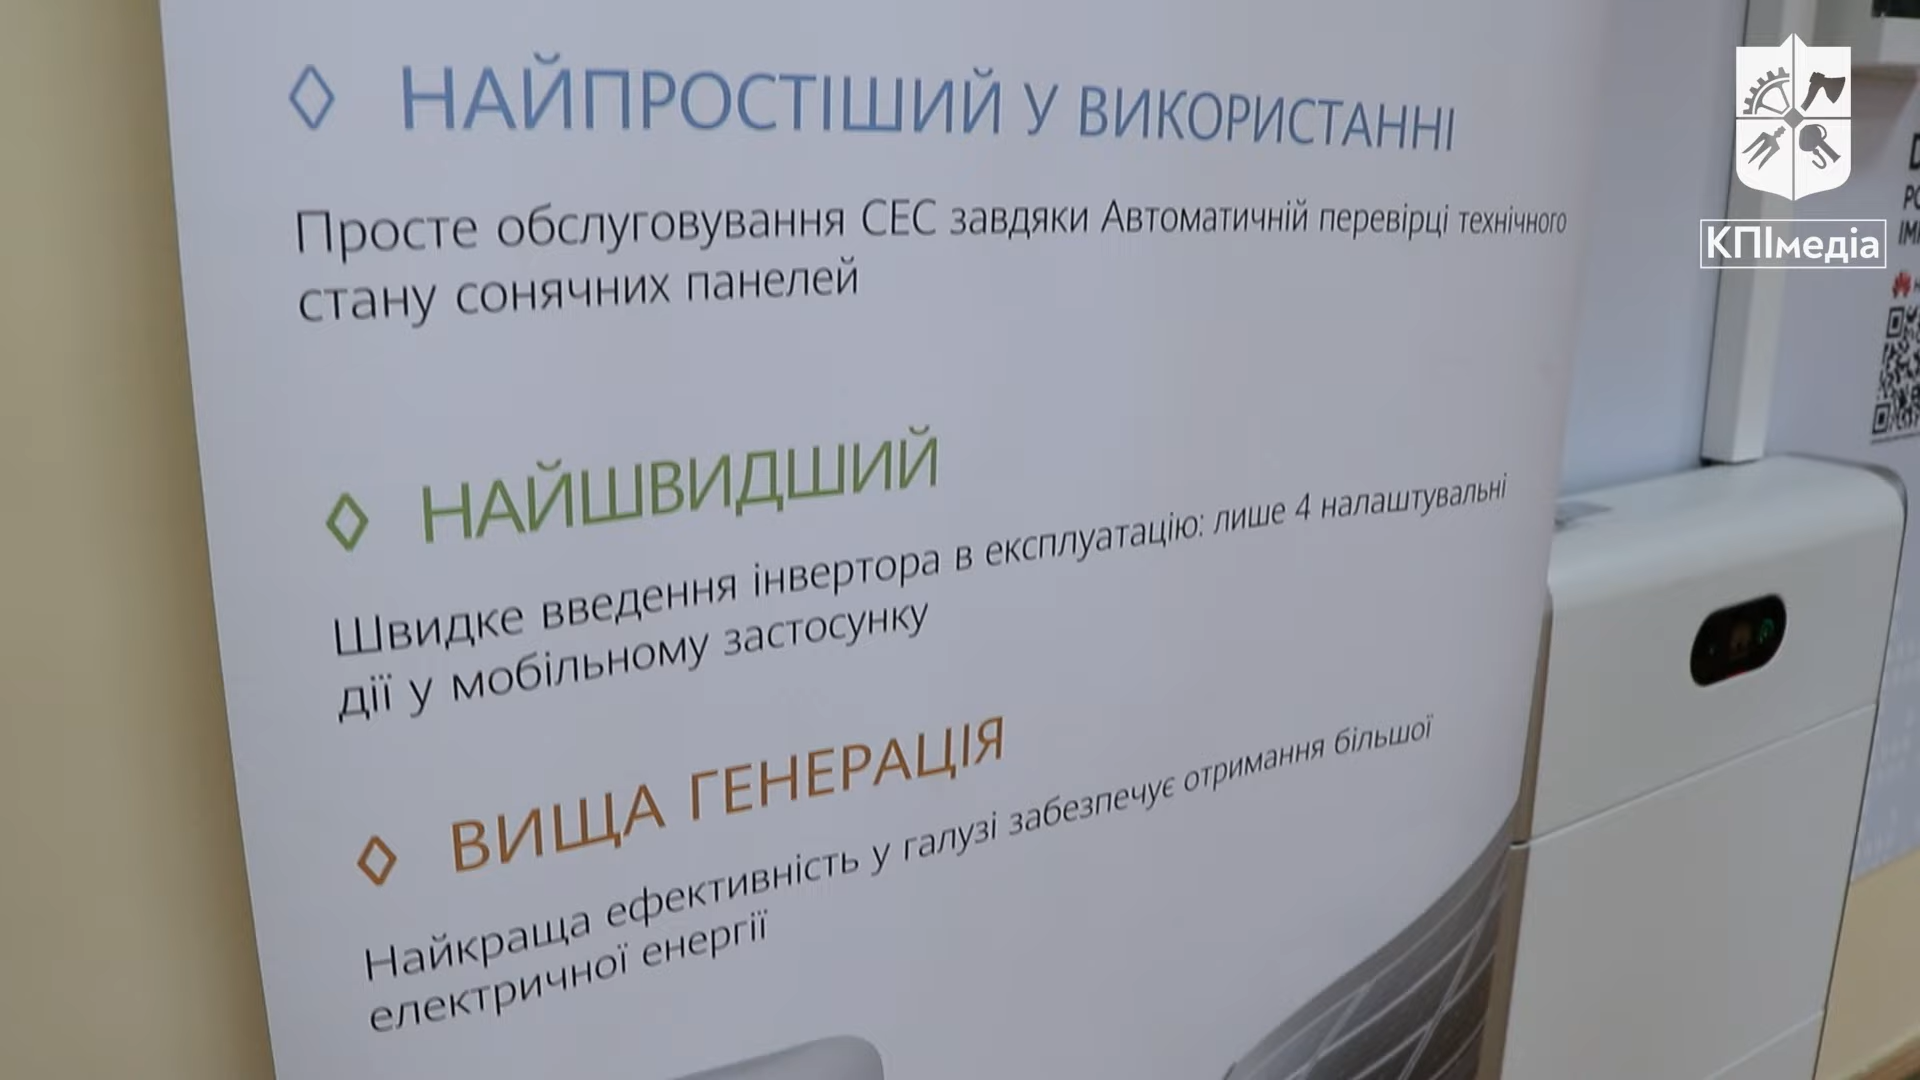 НАЙПРОСТІШИЙ У ВИКОРИСТАННІ
Просте обслуговування СЕС завдяки Автоматичній перевірці технічного
стану сонячних панелей
НАЙШВИДШИЙ
Швидке введення інвертора в експлуатацію: лише 4 налаштувальні
дії у мобільному застосунку
ВИЩА ГЕНЕРАЦІЯ
Найкраща ефективність у галузі забезпечує отримання більшої
електричної енергії
КПІмедіа